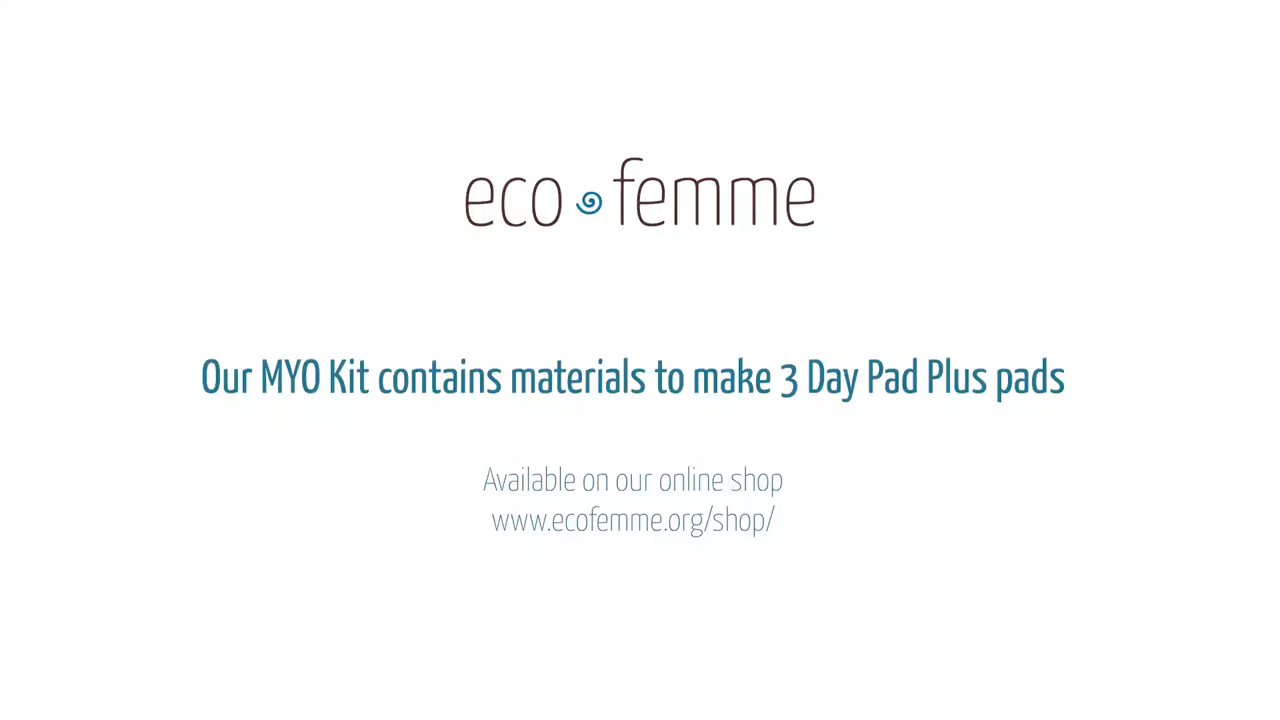 eco femme
Our MYO Kit contains materials to make 3 Day Pad Plus pads
Available on our online shop
www.ecofemme.org/shop/